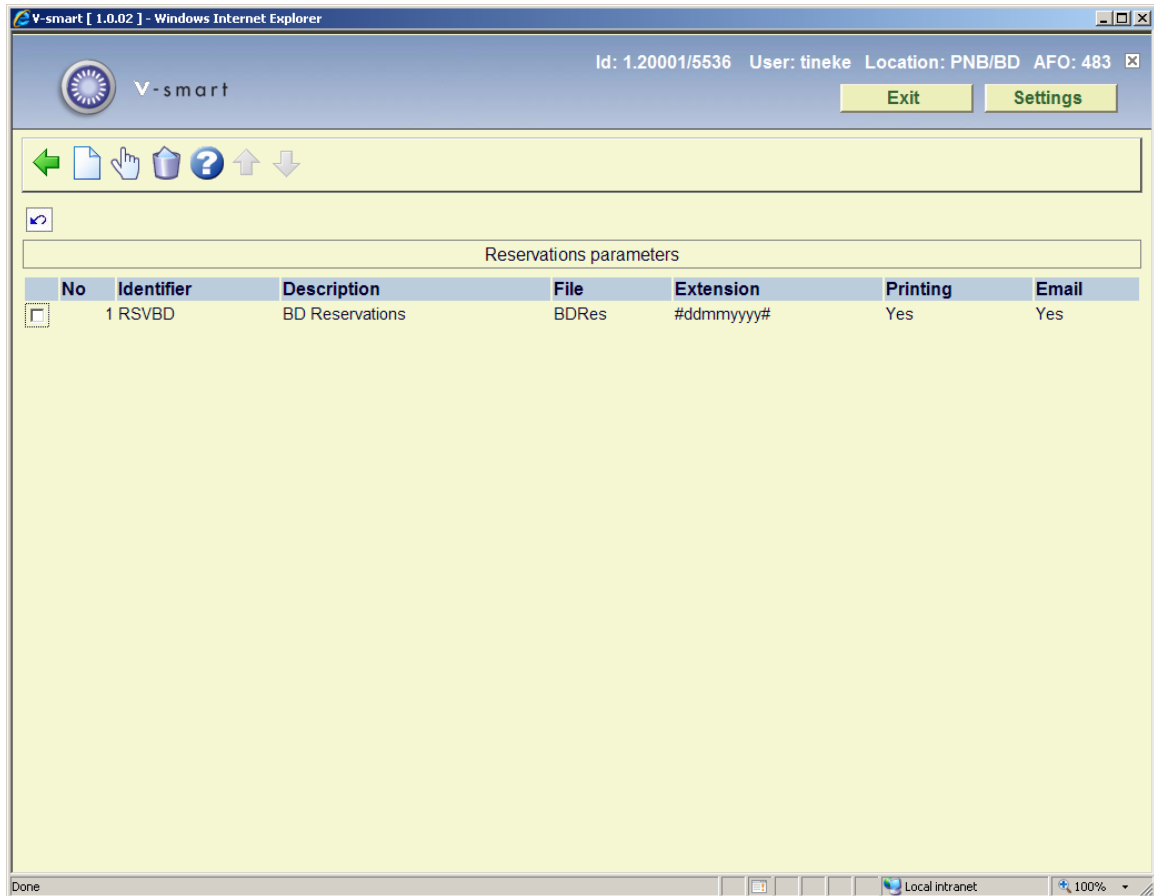 V-smart [ 1.0.02 ] - Windows Internet Explorer
Id: 1.20001/5536 User: tineke Location: PNB/BD AFO: 483
V-smart
Exit Settings
Reservations parameters
No Identifier Description File Extension Printing Email
1 RSVBD BD Reservations BDRes #ddmmyyyy# Yes Yes
Done Local intranet 100%